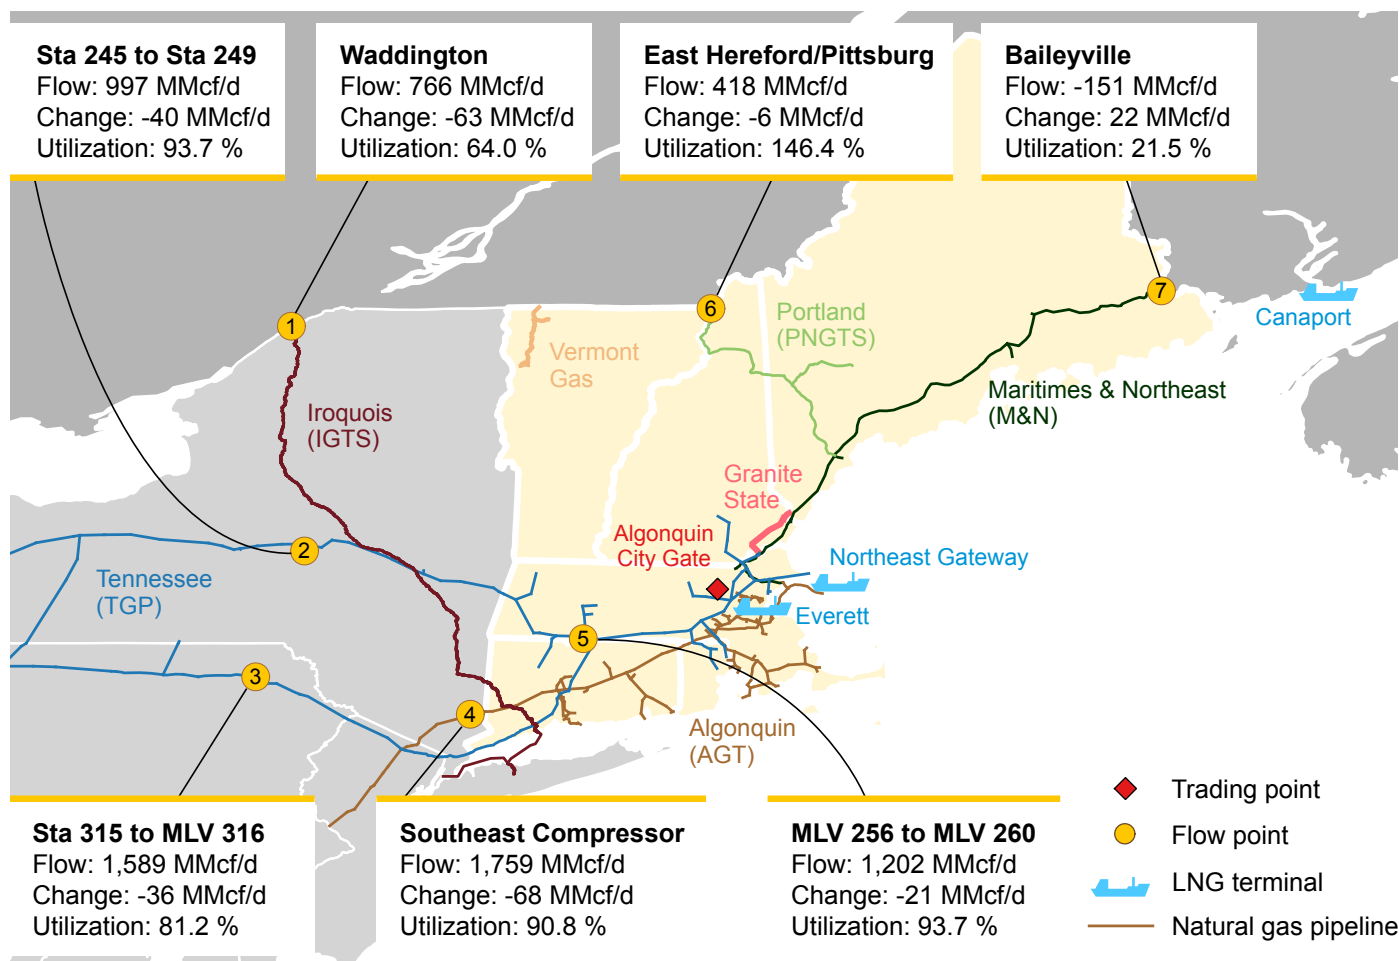 Sta 245 to Sta 249
Flow: 997 MMcf/d
Change: -40 MMcf/d
Utilization: 93.7 %
Waddington
Flow: 766 MMcf/d
Change: -63 MMcf/d
Utilization: 64.0 %
East Hereford/Pittsburg
Flow: 418 MMcf/d
Change: -6 MMcf/d
Utilization: 146.4 %
Baileyville
Flow: -151 MMcf/d
Change: 22 MMcf/d
Utilization: 21.5 %
1
6
7
Portland
(PNGTS)
Canaport
Vermont
Gas
Maritimes & Northeast
(M&N)
Iroquois
(IGTS)
Granite
State
Algonquin
City Gate
2
Northeast Gateway
Tennessee
(TGP)
Everett
5
3
4
Algonquin
(AGT)
Sta 315 to MLV 316
Flow: 1,589 MMcf/d
Change: -36 MMcf/d
Utilization: 81.2 %
Southeast Compressor
Flow: 1,759 MMcf/d
Change: -68 MMcf/d
Utilization: 90.8 %
MLV 256 to MLV 260
Flow: 1,202 MMcf/d
Change: -21 MMcf/d
Utilization: 93.7 %
Trading point
Flow point
LNG terminal
Natural gas pipeline